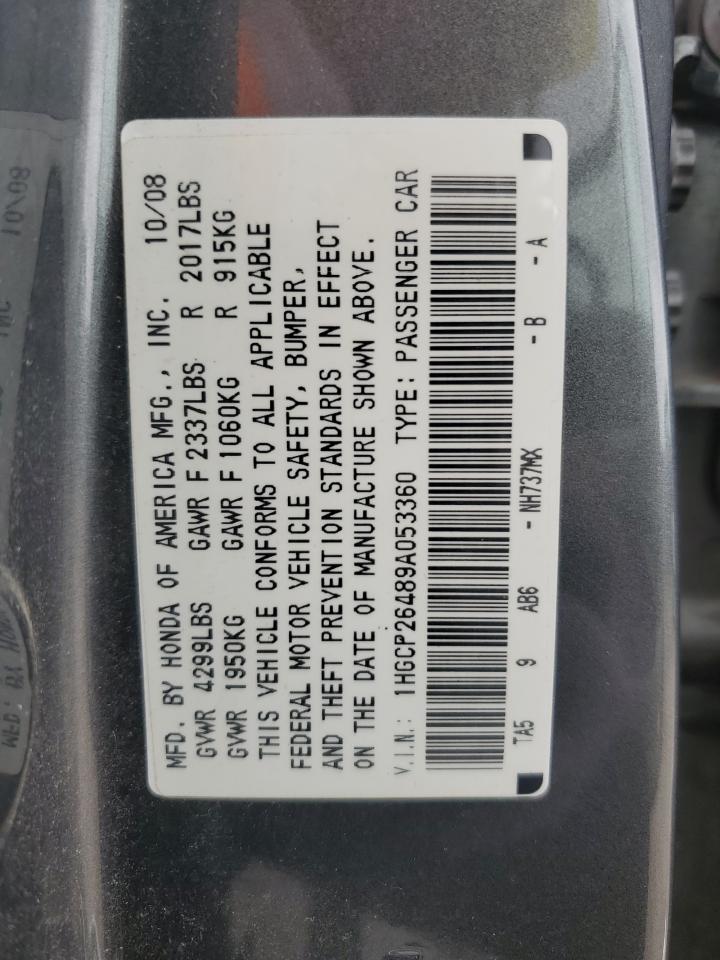 MFD. BY HONDA OF AMERICA MFG., INC. 10/08
GVWR 4299LBS GAWR F 2337LBS R 2017LBS
GVWR 1950KG GAWR F 1060KG R 915KG
THIS VEHICLE CONFORMS TO ALL APPLICABLE
FEDERAL MOTOR VEHICLE SAFETY, BUMPER,
AND THEFT PREVENTION STANDARDS IN EFFECT
ON THE DATE OF MANUFACTURE SHOWN ABOVE.
V.I.N.: 1HGCP26489A053360 TYPE: PASSENGER CAR
TA5 9 AB6 - NH737MX - B - A
10/08